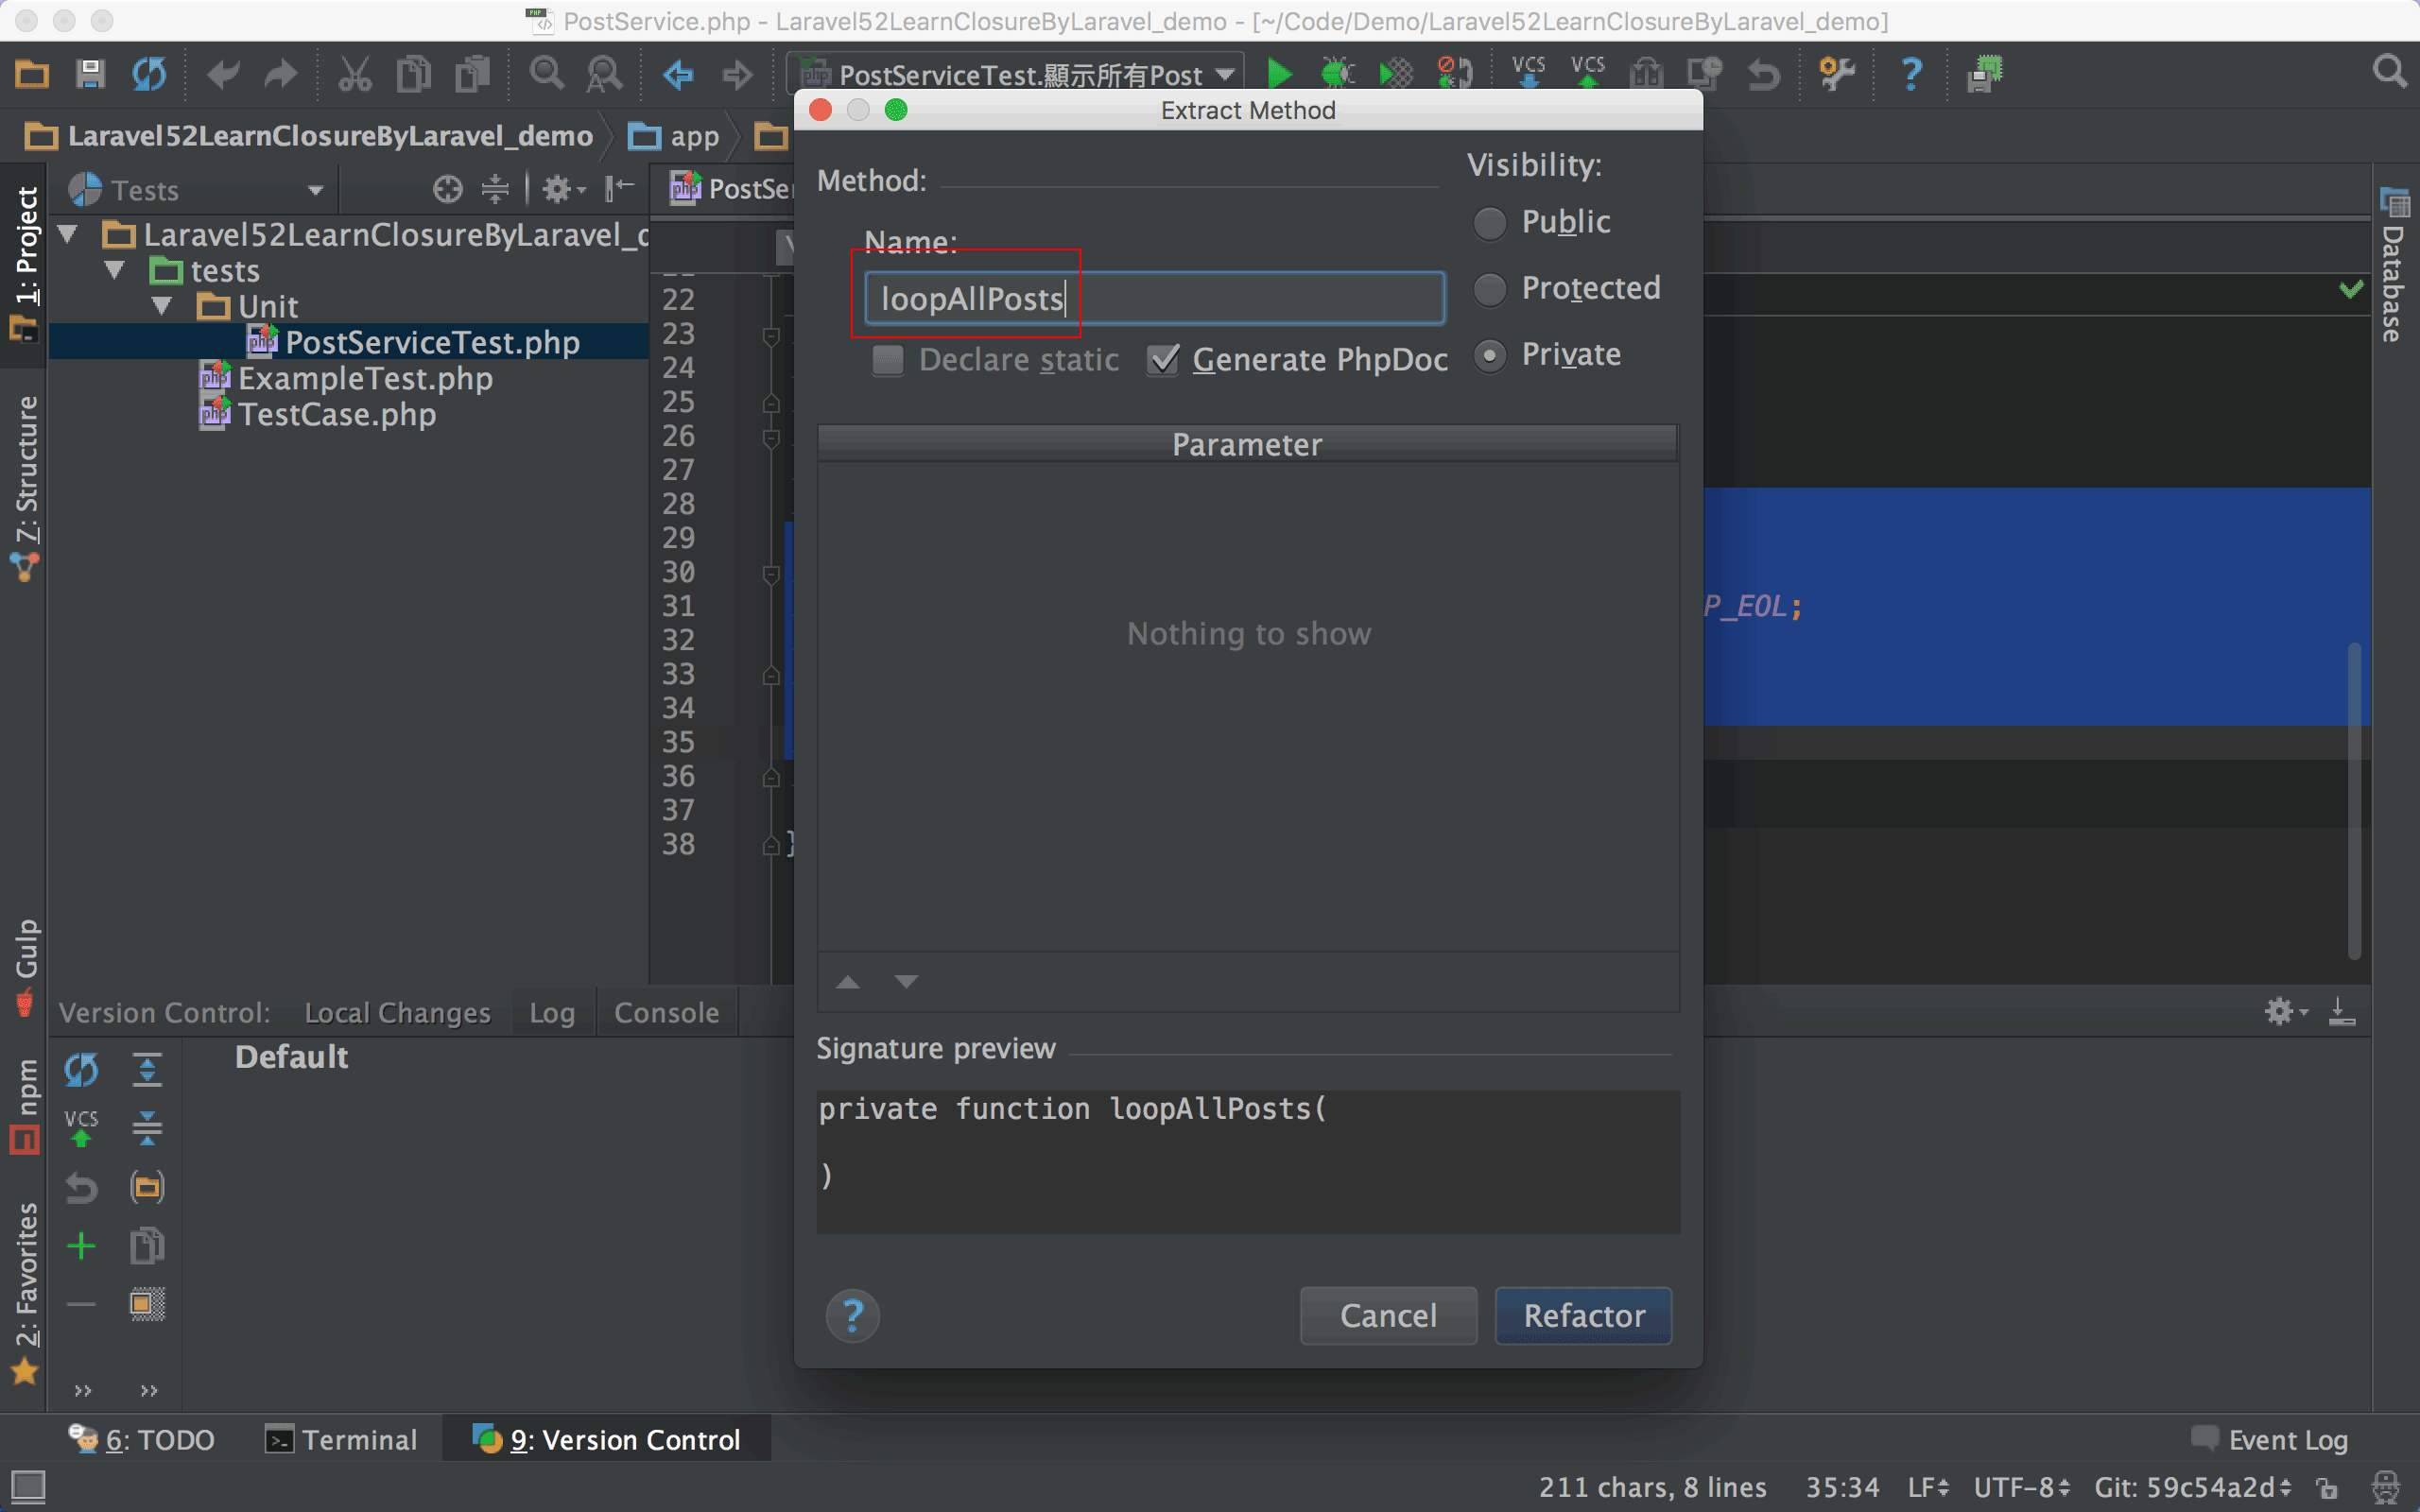 PostService.php - Laravel52LearnClosureByLaravel_demo - [~/Code/Demo/Laravel52LearnClosureByLaravel_demo]
PostServiceTest.顯示所有Post
VCS VCS
Laravel52LearnClosureByLaravel_demo app
Extract Method
1: Project
7: Structure
Gulp
npm
2: Favorites
Tests
Laravel52LearnClosureByLaravel_d
tests
Unit
PostServiceTest.php
ExampleTest.php
TestCase.php
PostSer
22
23
24
25
26
27
28
29
30
31
32
33
34
35
36
37
38 }
P_EOL;
Method:
Name:
loopAllPosts
Declare static Generate PhpDoc
Visibility:
Public
Protected
Private
Parameter
Nothing to show
Signature preview
private function loopAllPosts(
)
Cancel Refactor
Database
Version Control: Local Changes Log Console
Default
VCS
6: TODO Terminal 9: Version Control Event Log
211 chars, 8 lines 35:34 LF UTF-8 Git: 59c54a2d